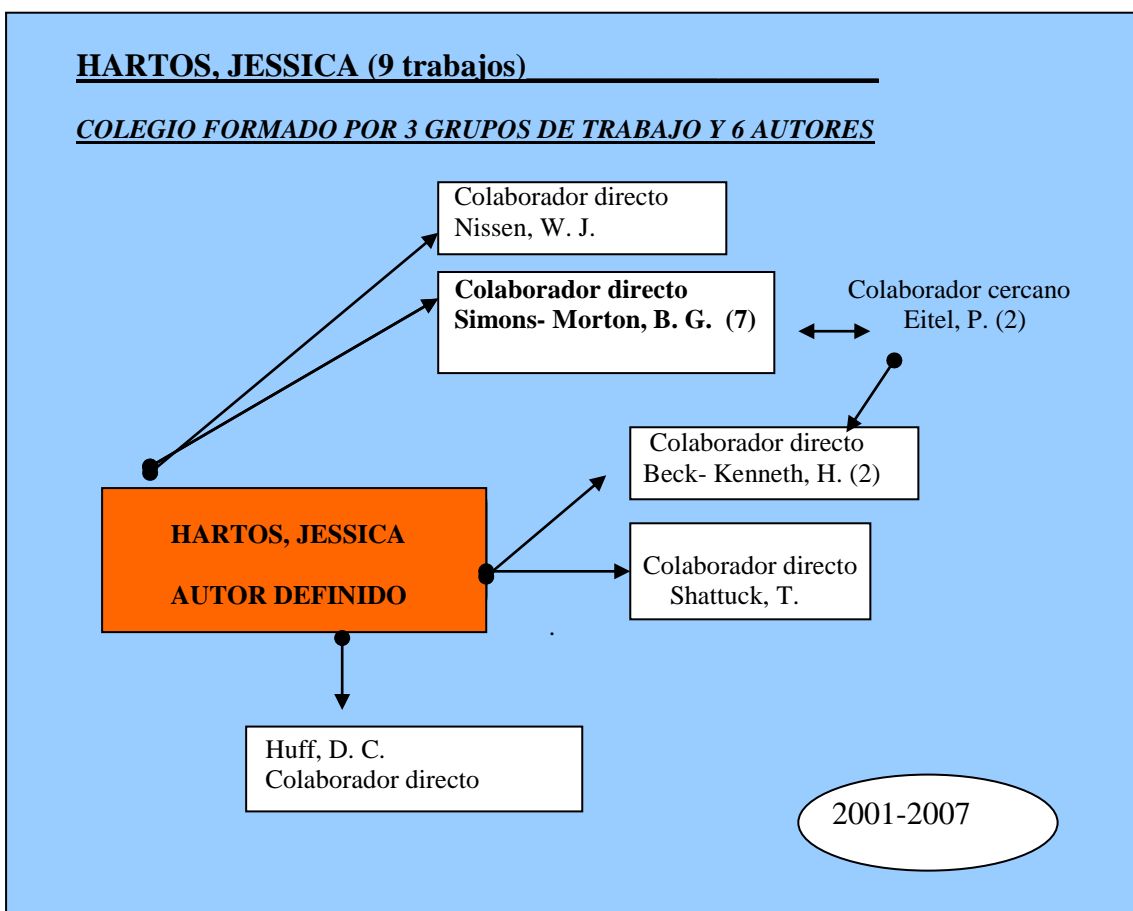 HARTOS, JESSICA (9 trabajos)
COLEGIO FORMADO POR 3 GRUPOS DE TRABAJO Y 6 AUTORES
Colaborador directo
Nissen, W. J.
Colaborador directo
Simons- Morton, B. G. (7)
Colaborador cercano
Eitel, P. (2)
Colaborador directo
Beck- Kenneth, H. (2)
HARTOS, JESSICA
AUTOR DEFINIDO
Colaborador directo
Shattuck, T.
.
Huff, D. C.
Colaborador directo
2001-2007